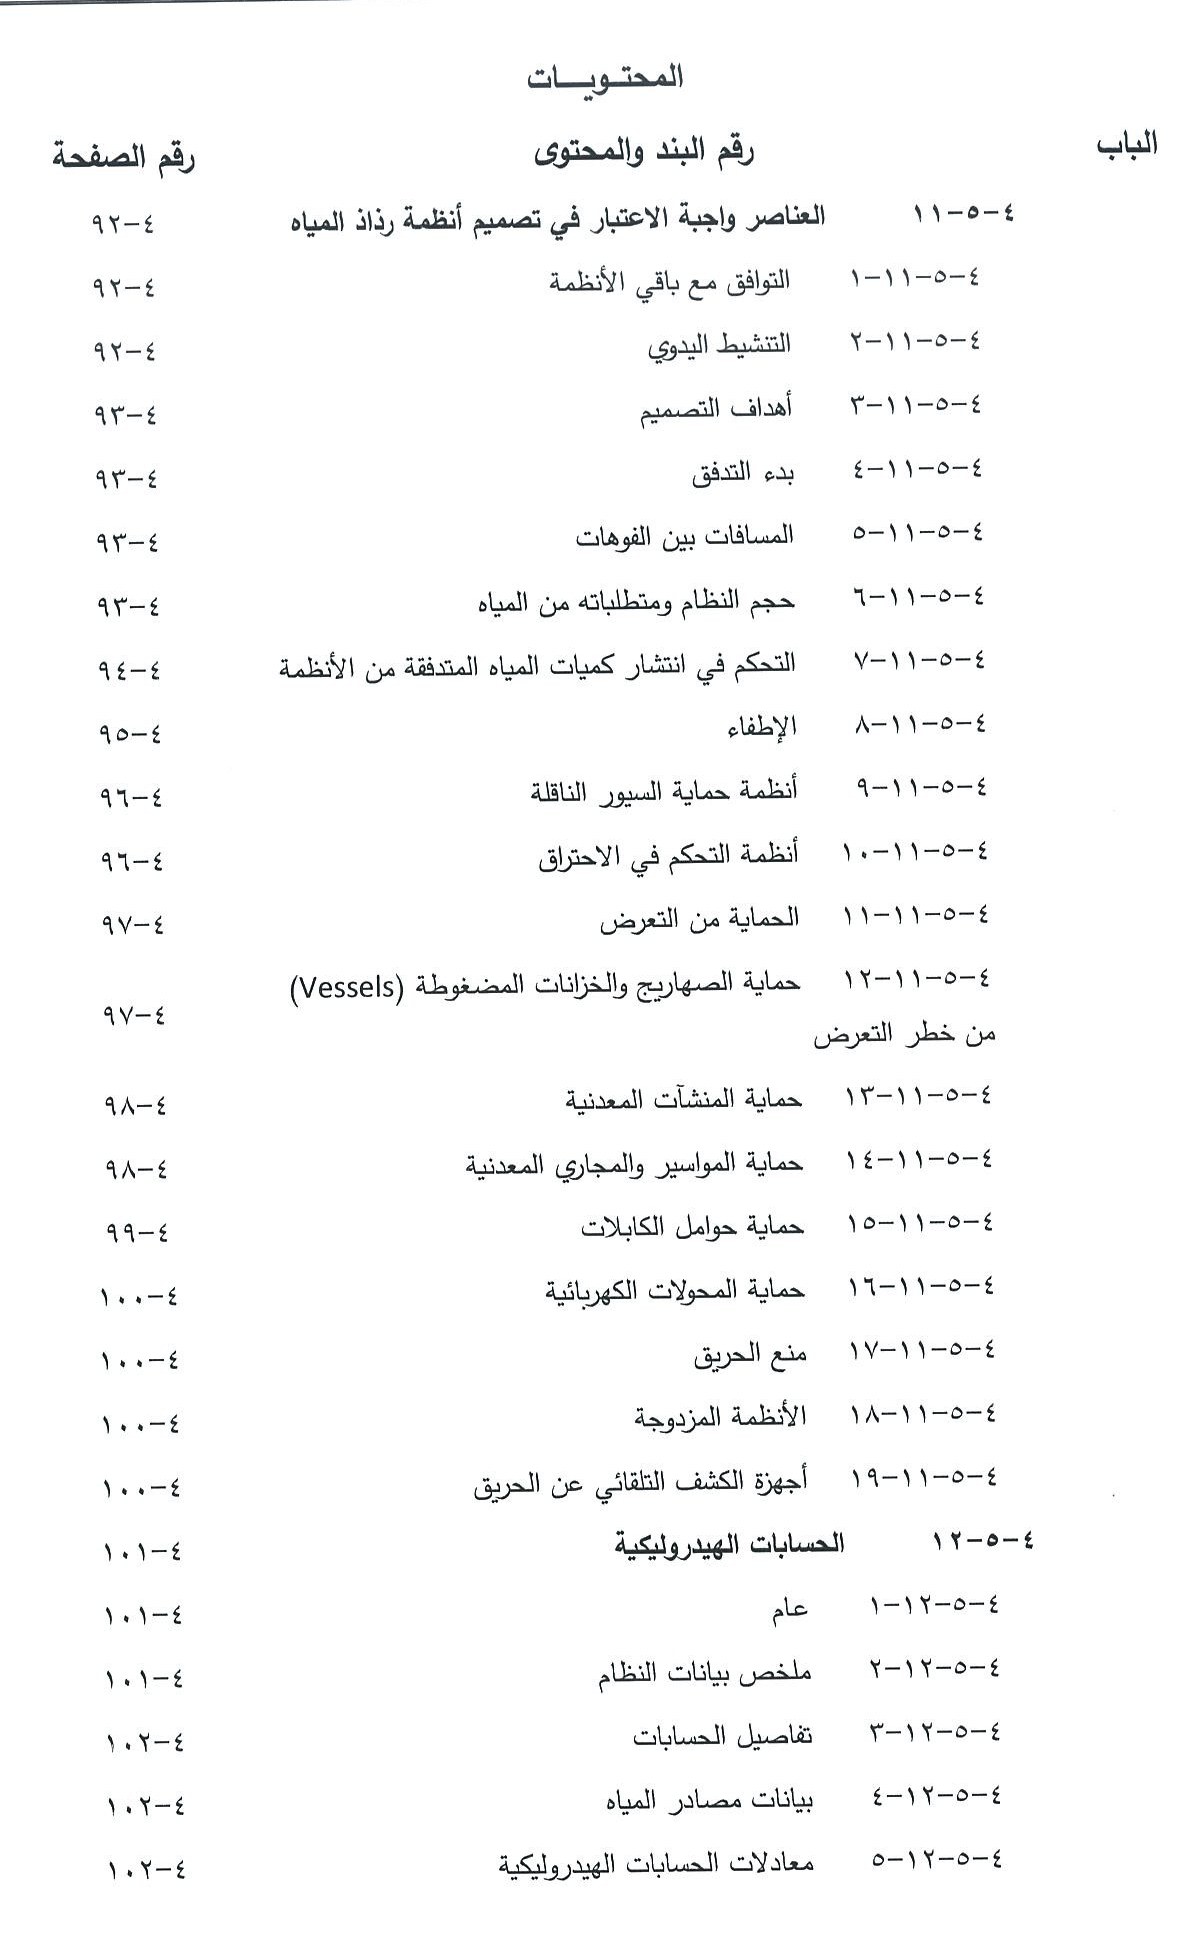 المحتويات
الباب رقم البند والمحتوى رقم الصفحة
٤-٥-١١ العناصر واجبة الاعتبار في تصميم أنظمة رذاذ المياه ٤-٩٢
٤-٥-١١-١ التوافق مع باقي الأنظمة ٤-٩٢
٤-٥-١١-٢ التنشيط اليدوي ٤-٩٢
٤-٥-١١-٣ أهداف التصميم ٤-٩٣
٤-٥-١١-٤ بدء التدفق ٤-٩٣
٤-٥-١١-٥ المسافات بين الفوهات ٤-٩٣
٤-٥-١١-٦ حجم النظام ومتطلباته من المياه ٤-٩٣
٤-٥-١١-٧ التحكم في انتشار كميات المياه المتدفقة من الأنظمة ٤-٩٤
٤-٥-١١-٨ الإطفاء ٤-٩٥
٤-٥-١١-٩ أنظمة حماية السيور الناقلة ٤-٩٦
٤-٥-١١-١٠ أنظمة التحكم في الاحتراق ٤-٩٦
٤-٥-١١-١١ الحماية من التعرض ٤-٩٧
٤-٥-١١-١٢ حماية الصهاريج والخزانات المضغوطة (Vessels)
من خطر التعرض ٤-٩٧
٤-٥-١١-١٣ حماية المنشآت المعدنية ٤-٩٨
٤-٥-١١-١٤ حماية المواسير والمجاري المعدنية ٤-٩٨
٤-٥-١١-١٥ حماية حوامل الكابلات ٤-٩٩
٤-٥-١١-١٦ حماية المحولات الكهربائية ٤-١٠٠
٤-٥-١١-١٧ منع الحريق ٤-١٠٠
٤-٥-١١-١٨ الأنظمة المزدوجة ٤-١٠٠
٤-٥-١١-١٩ أجهزة الكشف التلقائي عن الحريق ٤-١٠٠
٤-٥-١٢ الحسابات الهيدروليكية ٤-١٠١
٤-٥-١٢-١ عام ٤-١٠١
٤-٥-١٢-٢ ملخص بيانات النظام ٤-١٠١
٤-٥-١٢-٣ تفاصيل الحسابات ٤-١٠٢
٤-٥-١٢-٤ بيانات مصادر المياه ٤-١٠٢
٤-٥-١٢-٥ معادلات الحسابات الهيدروليكية ٤-١٠٢